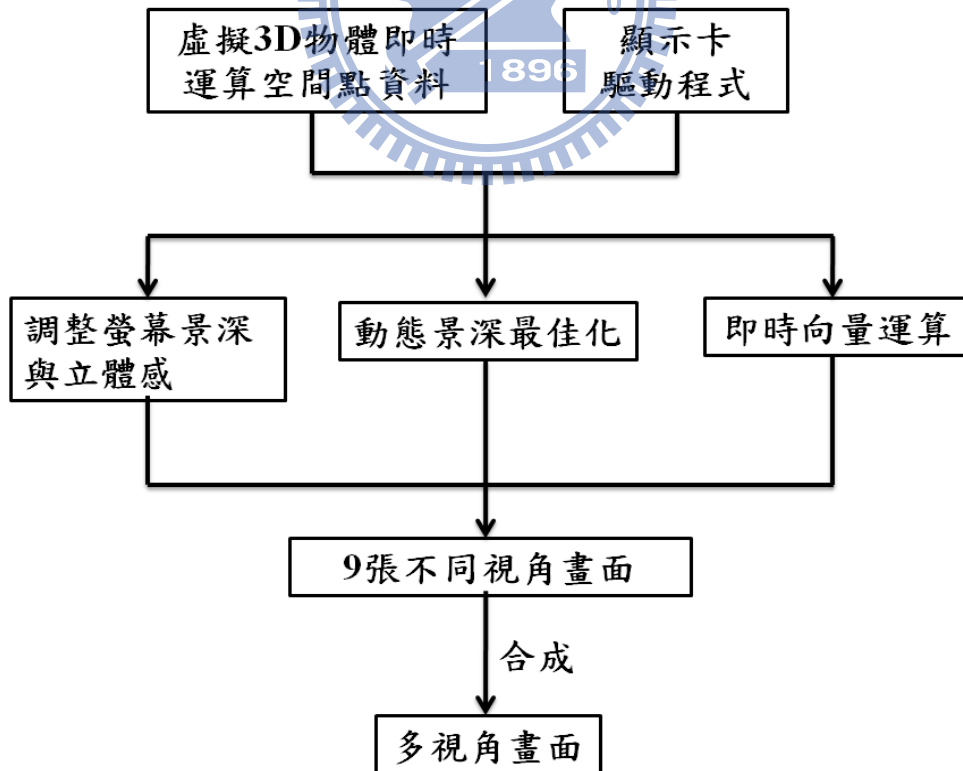 虛擬3D物體即時
運算空間點資料
顯示卡
驅動程式
1896
調整螢幕景深
與立體感
動態景深最佳化
即時向量運算
9張不同視角畫面
合成
多視角畫面